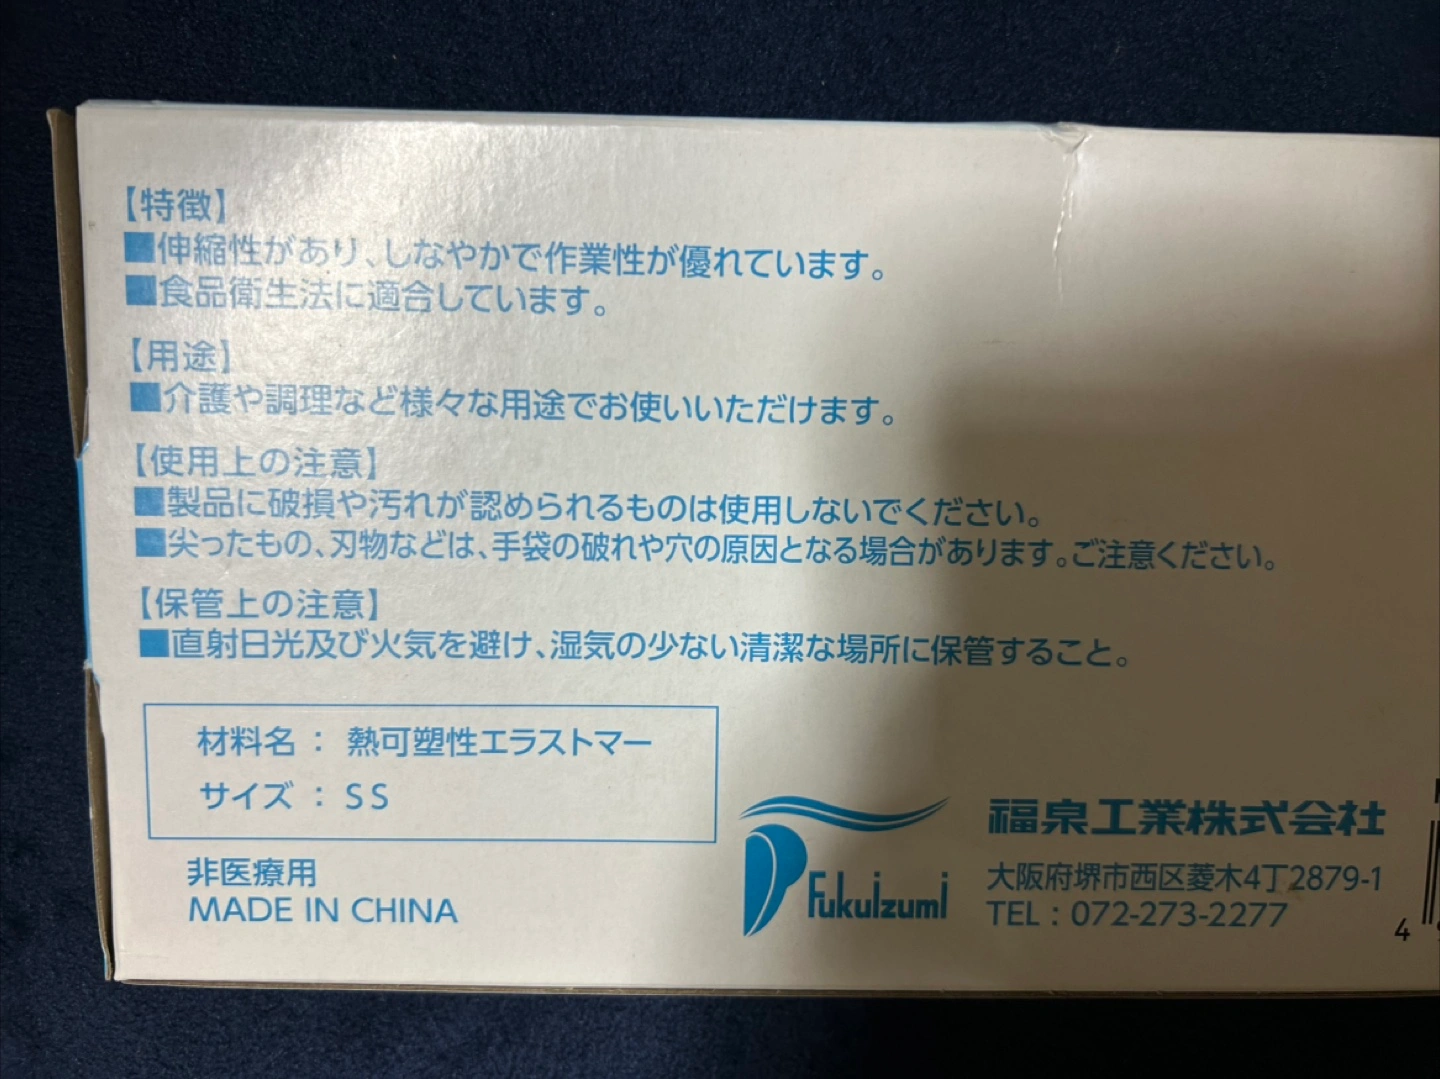 【特徴】
■伸縮性があり、しなやかで作業性が優れています。
■食品衛生法に適合しています。
【用途】
■介護や調理など様々な用途でお使いいただけます。
【使用上の注意】
■製品に破損や汚れが認められるものは使用しないでください。
■尖ったもの、刃物などは、手袋の破れや穴の原因となる場合があります。ご注意ください。
【保管上の注意】
■直射日光及び火気を避け、湿気の少ない清潔な場所に保管すること。
材料名 : 熱可塑性エラストマー
サイズ : SS
非医療用
MADE IN CHINA
Fukuizumi
福泉工業株式会社
大阪府堺市西区菱木4丁2879-1
TEL : 072-273-2277
4